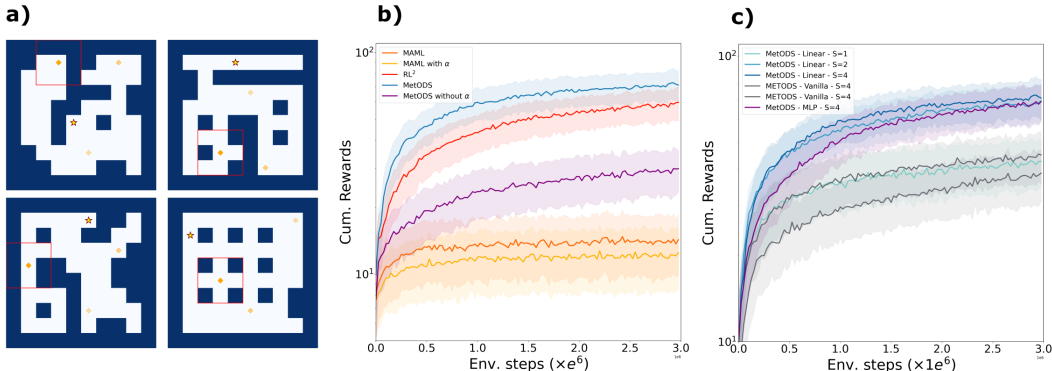 a)
b)
c)
10²
10¹
Cum. Rewards
MAML
MAML with α
RL²
MetODS
MetODS without α
0.0 0.5 1.0 1.5 2.0 2.5 3.0
1e6
Env. steps (×e⁶)
10²
10¹
Cum. Rewards
MetODS - Linear - S=1
MetODS - Linear - S=2
MetODS - Linear - S=4
METODS - Vanilla - S=4
METODS - Vanilla - S=4
MetODS - MLP - S=4
0.0 0.5 1.0 1.5 2.0 2.5 3.0
1e6
Env. steps (×1e⁶)